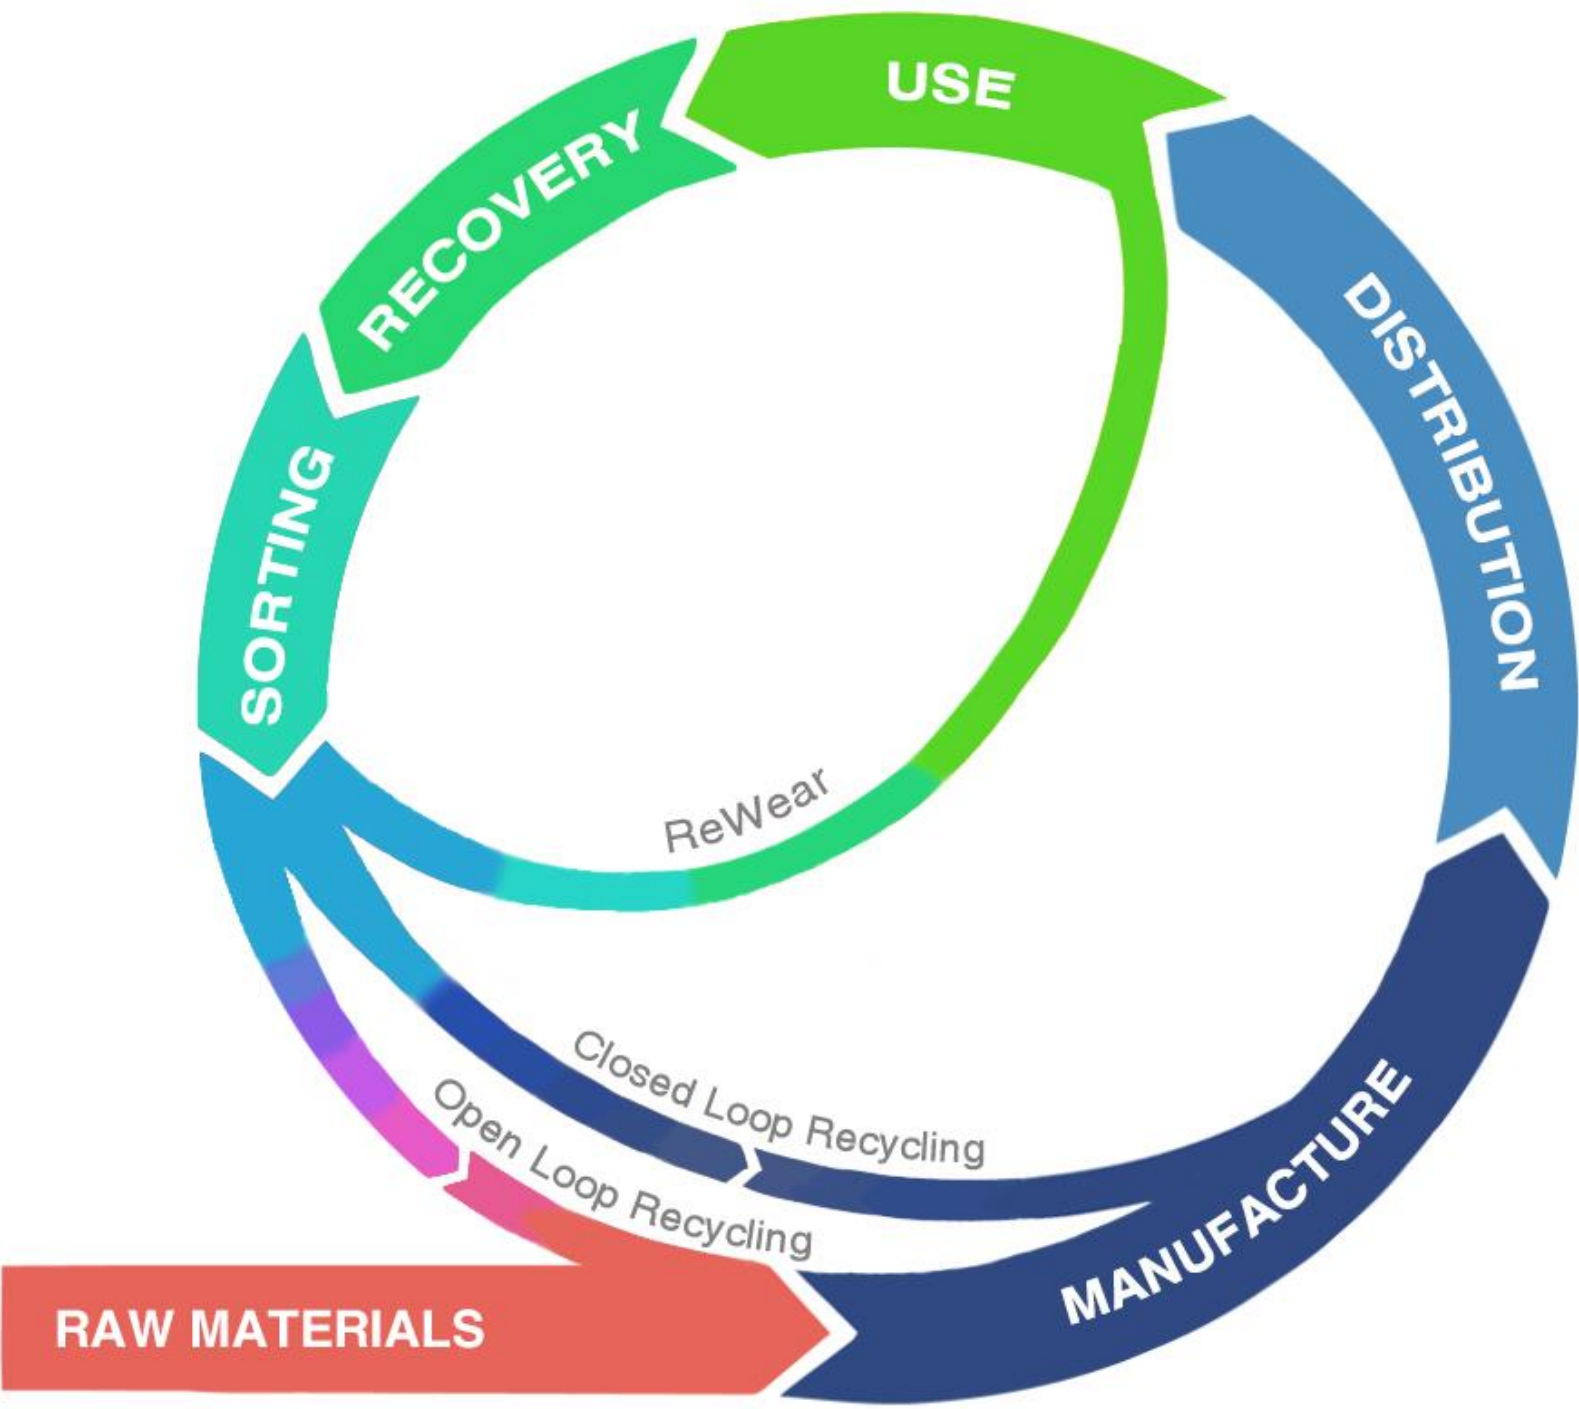 USE
RECOVERY
DISTRIBUTION
SORTING
ReWear
Closed Loop Recycling
Open Loop Recycling
MANUFACTURE
RAW MATERIALS